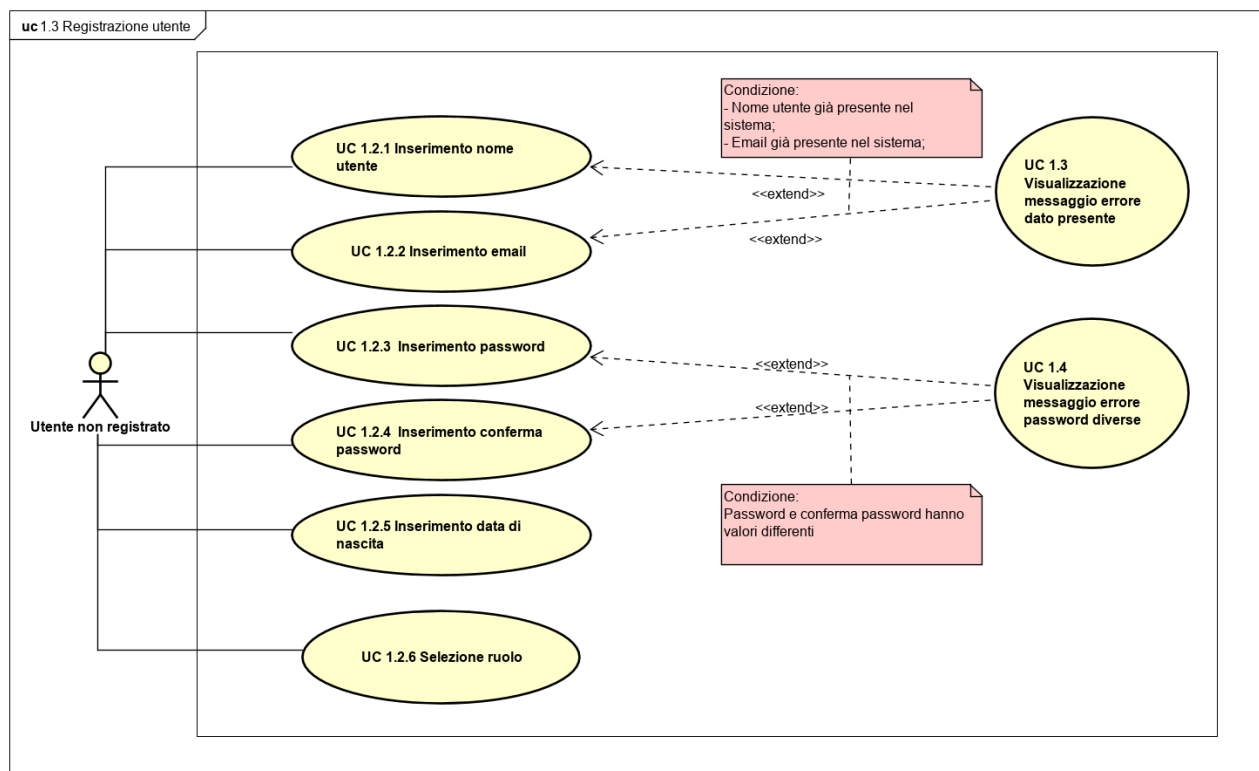 uc 1.3 Registrazione utente
Condizione:
- Nome utente già presente nel
sistema;
- Email già presente nel sistema;
UC 1.2.1 Inserimento nome
utente
UC 1.3
Visualizzazione
messaggio errore
dato presente
<<extend>>
<<extend>>
UC 1.2.2 Inserimento email
UC 1.2.3  Inserimento password
<<extend>>
UC 1.4
Visualizzazione
messaggio errore
password diverse
<<extend>>
Utente non registrato
UC 1.2.4  Inserimento conferma
password
Condizione:
Password e conferma password hanno
valori differenti
UC 1.2.5 Inserimento data di
nascita
UC 1.2.6 Selezione ruolo